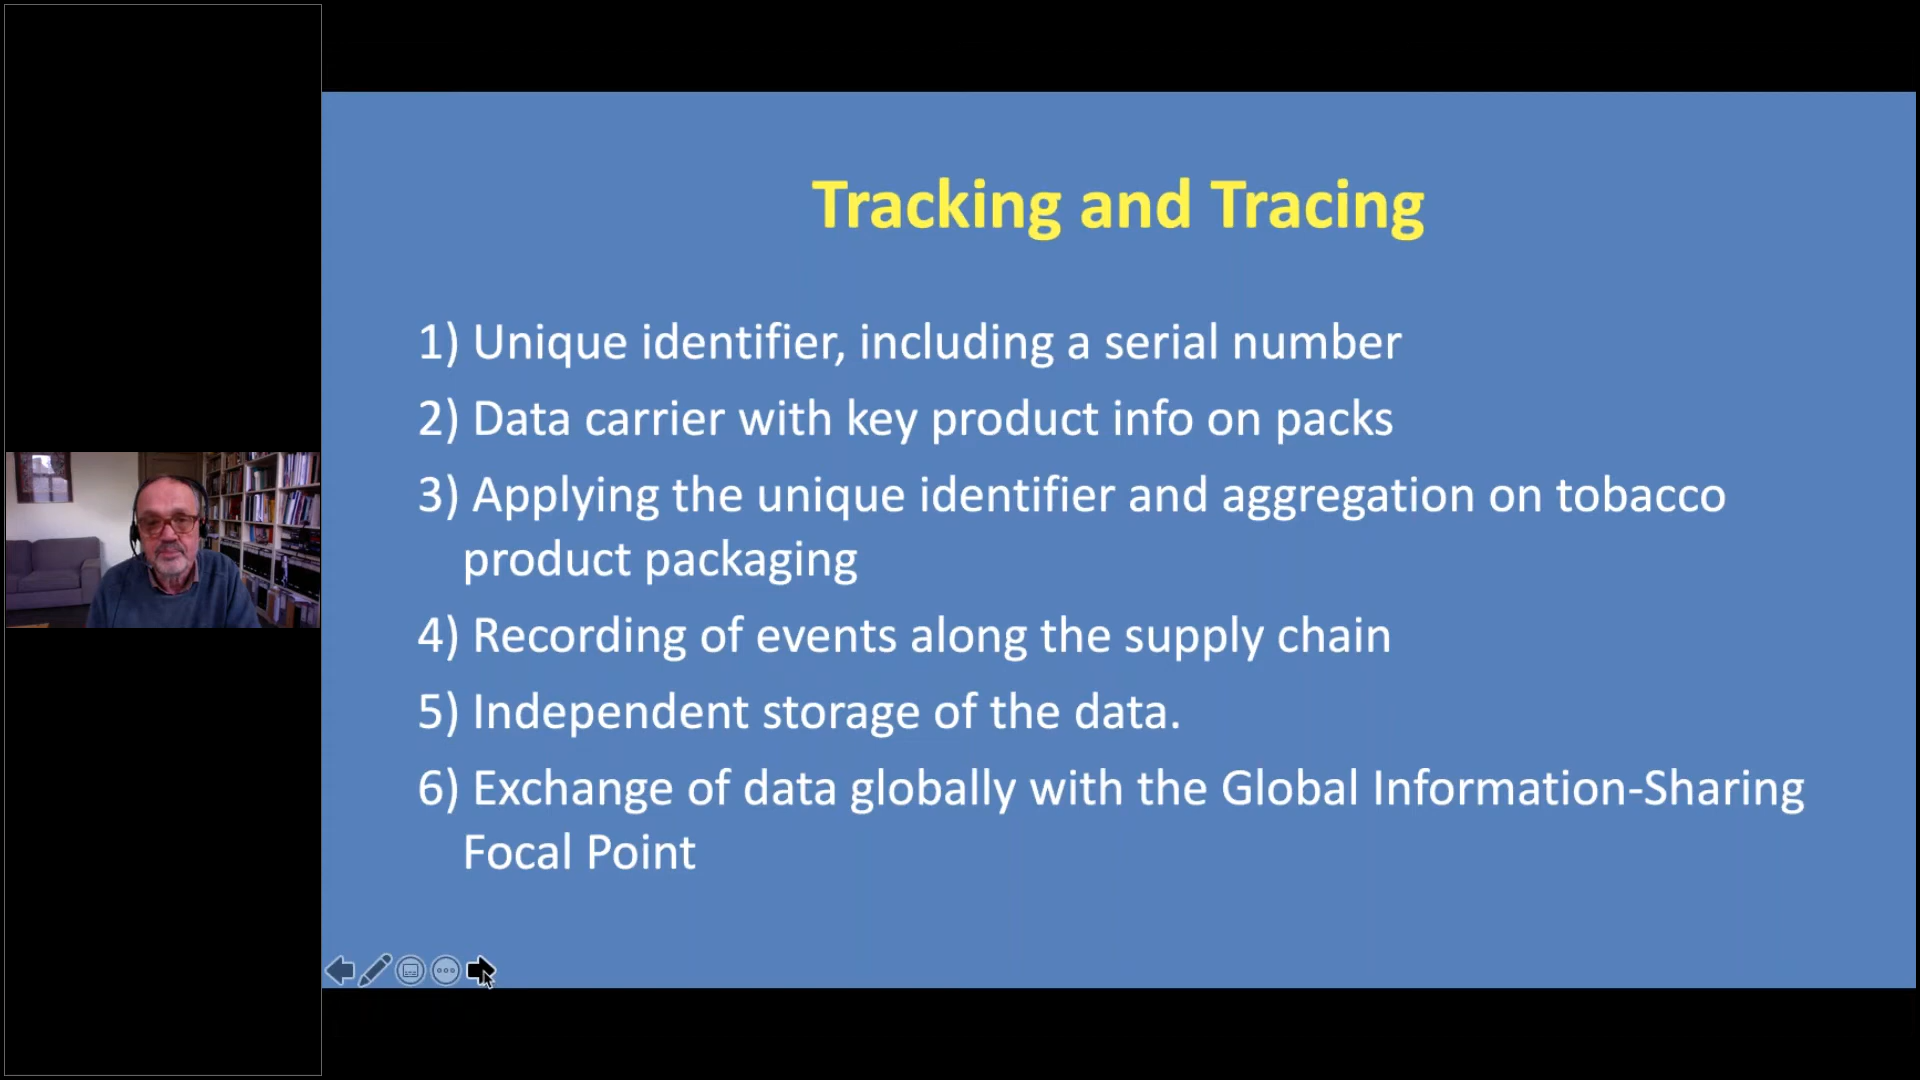 Tracking and Tracing
1) Unique identifier, including a serial number
2) Data carrier with key product info on packs
3) Applying the unique identifier and aggregation on tobacco
product packaging
4) Recording of events along the supply chain
5) Independent storage of the data.
6) Exchange of data globally with the Global Information-Sharing
Focal Point